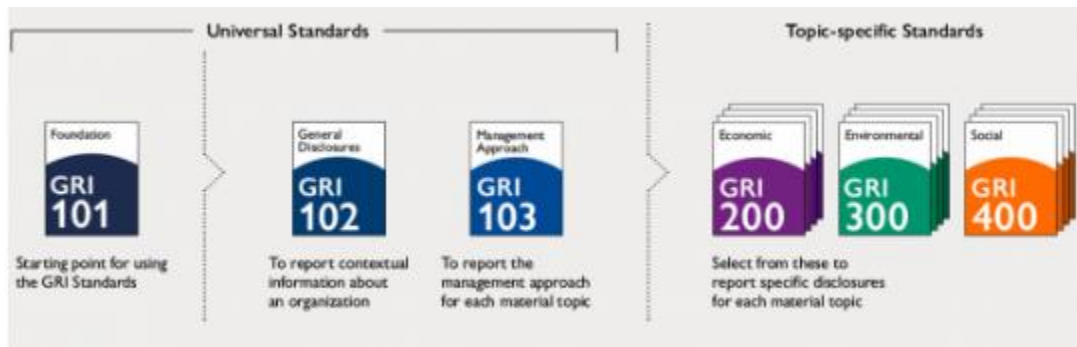 Universal Standards
Topic-specific Standards
Foundation
GRI
101
Starting point for using
the GRI Standards
General
Disclosures
GRI
102
To report contextual
information about
an organization
Management
Approach
GRI
103
To report the
management approach
for each material topic
Economic
GRI
200
Environmental
GRI
300
Social
GRI
400
Select from these to
report specific disclosures
for each material topic